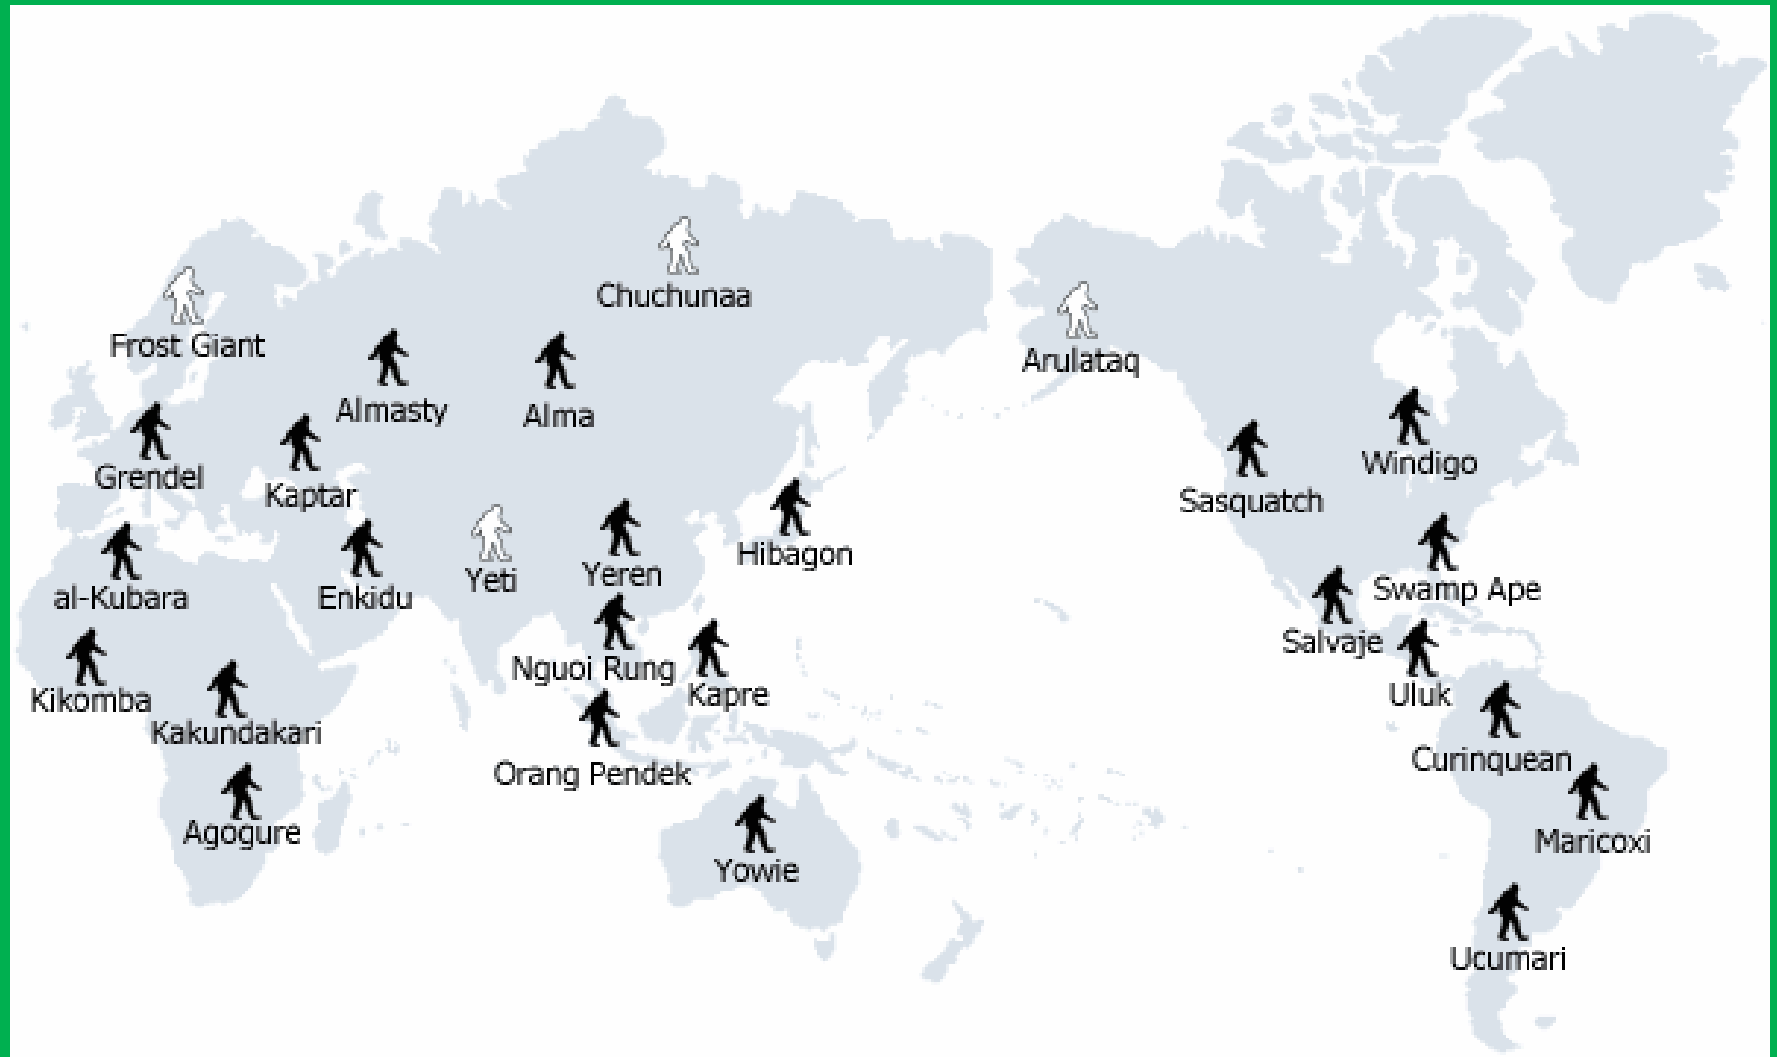 Chuchunaa
Frost Giant
Arulataq
Almasty
Alma
Grendel
Kaptar
Windigo
Sasquatch
Hibagon
Yeti
Yeren
al-Kubara
Enkidu
Swamp Ape
Salvaje
Nguoi Rung
Kapre
Uluk
Kikomba
Kakundakari
Curinquean
Orang Pendek
Agogure
Maricoxi
Yowie
Ucumari